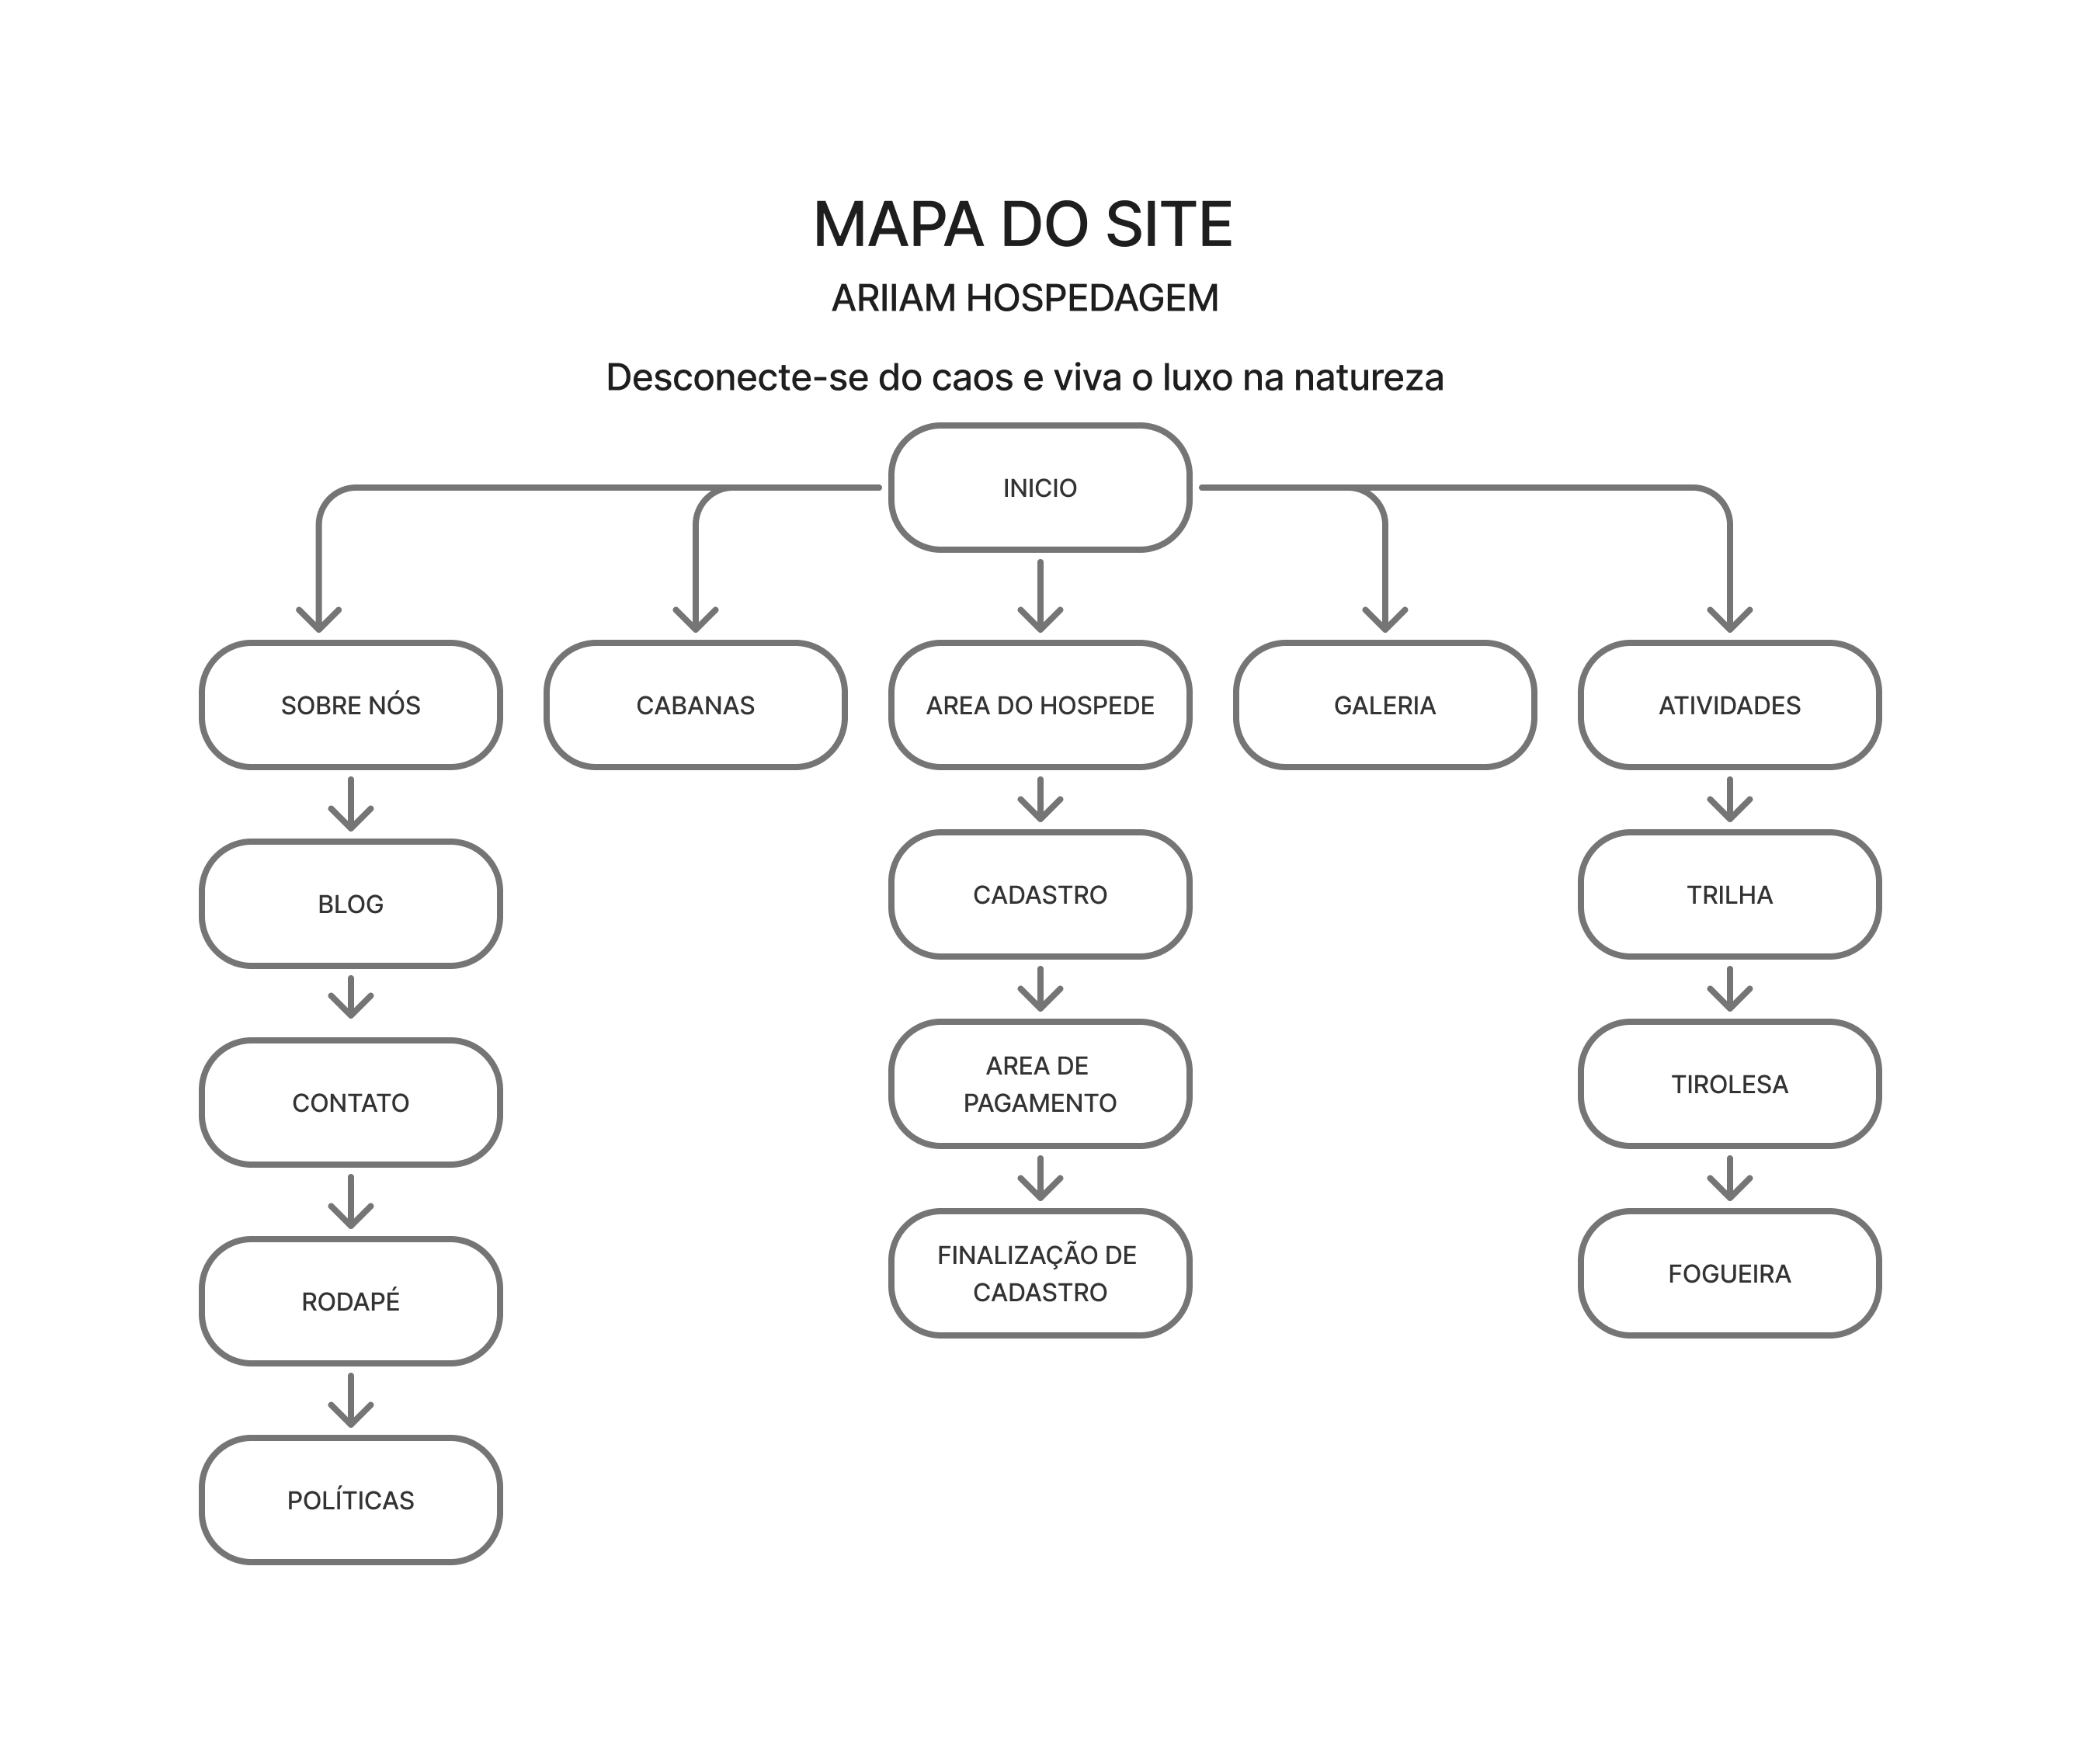 MAPA DO SITE
ARIIAM HOSPEDAGEM
Desconecte-se do caos e viva o luxo na natureza
INICIO
SOBRE NÓS
CABANAS
AREA DO HOSPEDE
GALERIA
ATIVIDADES
BLOG
CADASTRO
TRILHA
CONTATO
AREA DE
PAGAMENTO
TIROLESA
RODAPÉ
FINALIZAÇÃO DE
CADASTRO
FOGUEIRA
POLÍTICAS